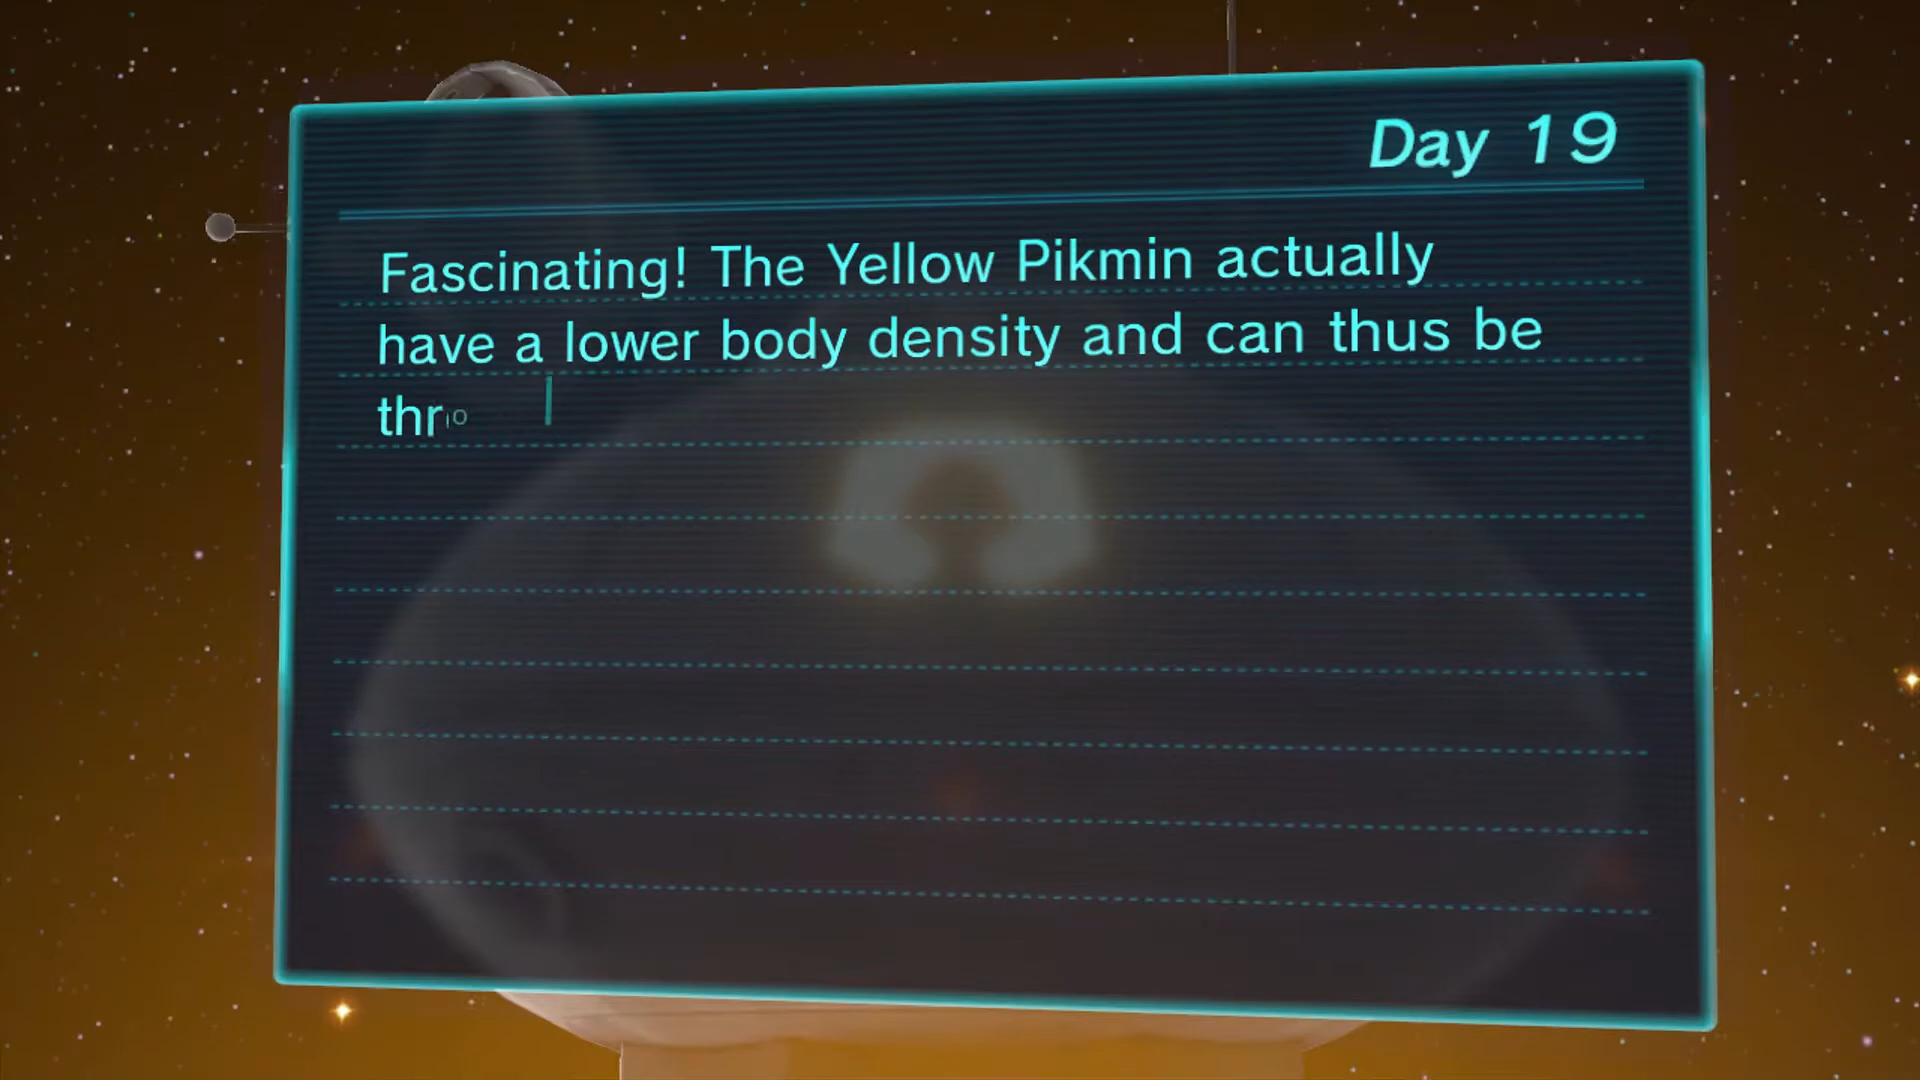 Day 19
Fascinating! The Yellow Pikmin actually
have a lower body density and can thus be
thr